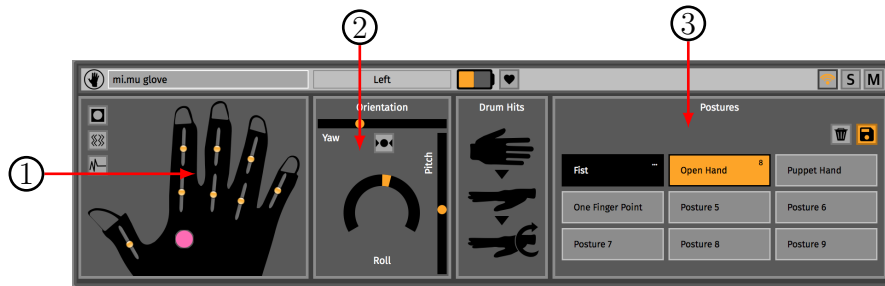 1
2
3
mi.mu glove
Left
S
M
Orientation
Yaw
Pitch
Roll
Drum Hits
Postures
Fist
...
Open Hand
8
Puppet Hand
One Finger Point
Posture 5
Posture 6
Posture 7
Posture 8
Posture 9